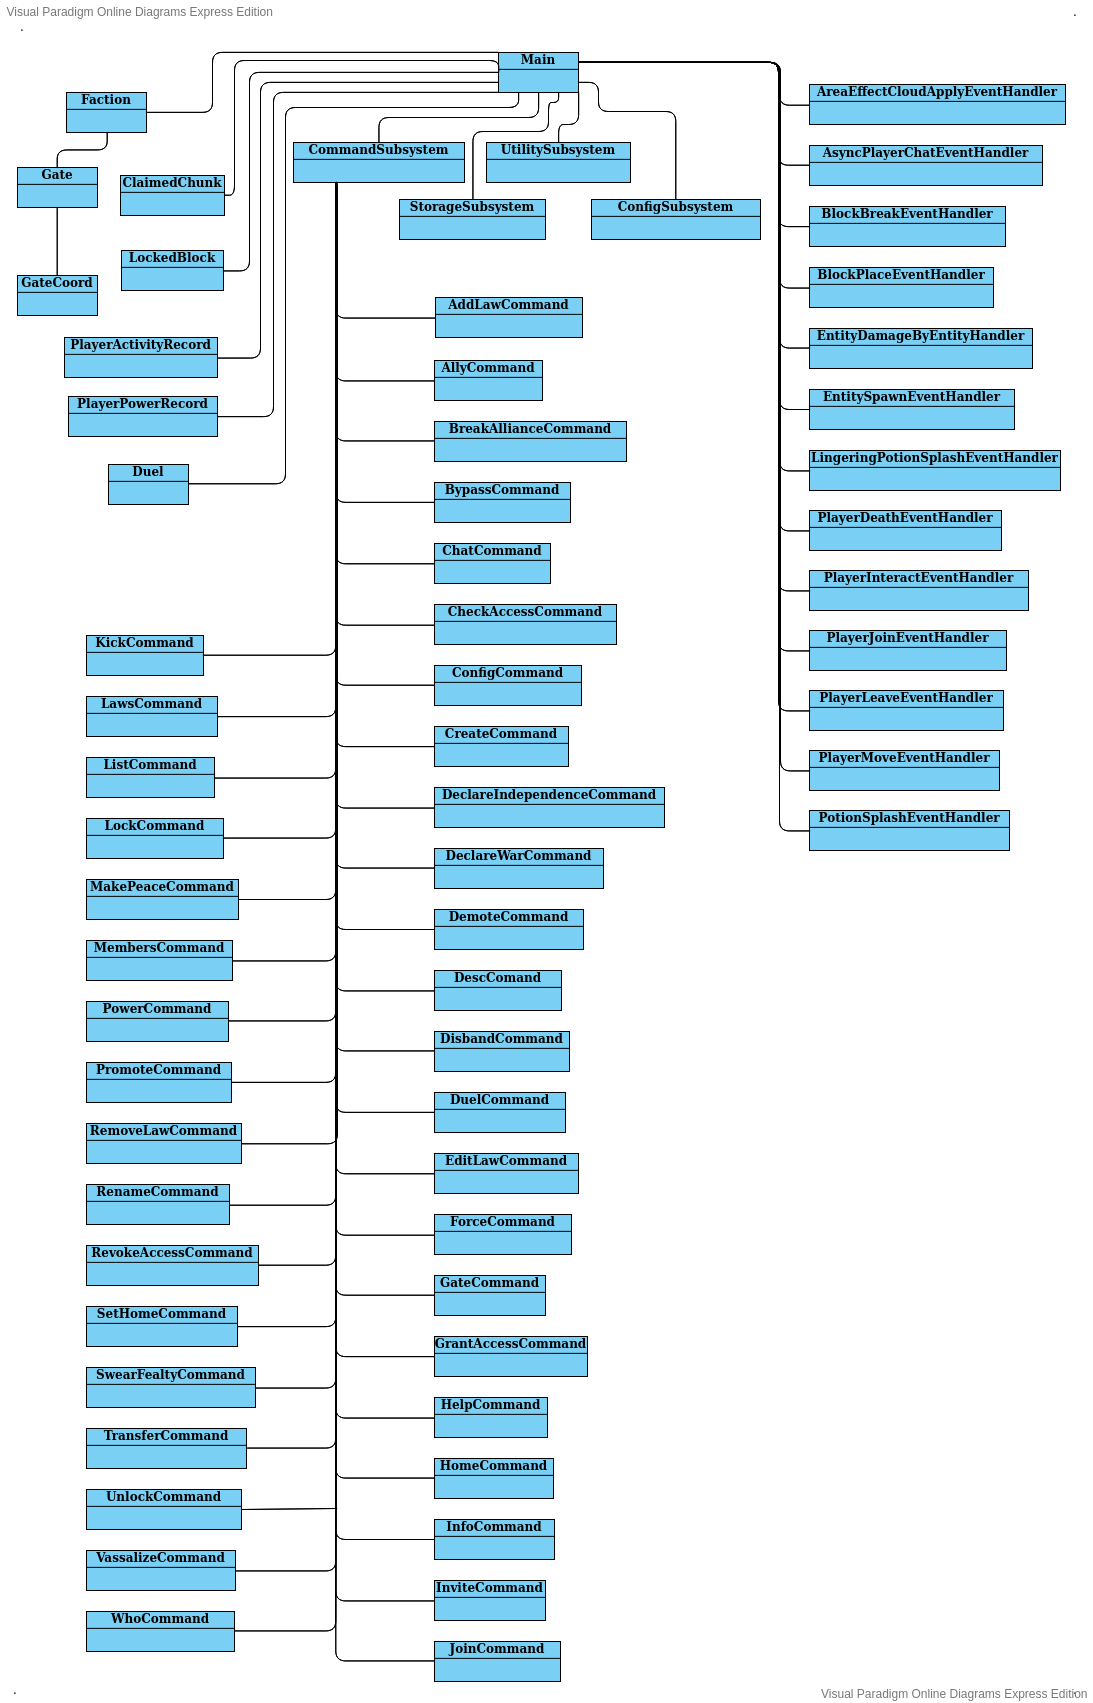 Visual Paradigm Online Diagrams Express Edition
Main
Faction
Gate
GateCoord
ClaimedChunk
LockedBlock
PlayerActivityRecord
PlayerPowerRecord
Duel
CommandSubsystem
UtilitySubsystem
StorageSubsystem
ConfigSubsystem
AddLawCommand
AllyCommand
BreakAllianceCommand
BypassCommand
ChatCommand
CheckAccessCommand
ConfigCommand
CreateCommand
DeclareIndependenceCommand
DeclareWarCommand
DemoteCommand
DescComand
DisbandCommand
DuelCommand
EditLawCommand
ForceCommand
GateCommand
GrantAccessCommand
HelpCommand
HomeCommand
InfoCommand
InviteCommand
JoinCommand
KickCommand
LawsCommand
ListCommand
LockCommand
MakePeaceCommand
MembersCommand
PowerCommand
PromoteCommand
RemoveLawCommand
RenameCommand
RevokeAccessCommand
SetHomeCommand
SwearFealtyCommand
TransferCommand
UnlockCommand
VassalizeCommand
WhoCommand
AreaEffectCloudApplyEventHandler
AsyncPlayerChatEventHandler
BlockBreakEventHandler
BlockPlaceEventHandler
EntityDamageByEntityHandler
EntitySpawnEventHandler
LingeringPotionSplashEventHandler
PlayerDeathEventHandler
PlayerInteractEventHandler
PlayerJoinEventHandler
PlayerLeaveEventHandler
PlayerMoveEventHandler
PotionSplashEventHandler
Visual Paradigm Online Diagrams Express Edition